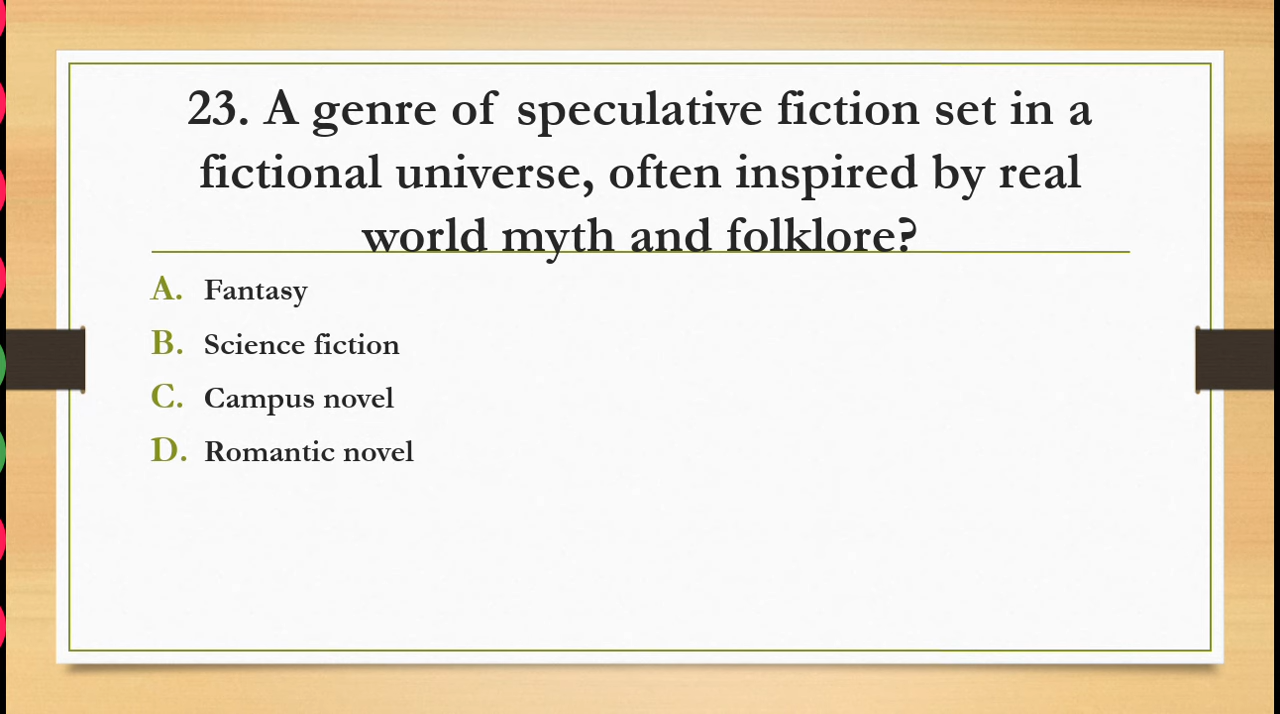 23. A genre of speculative fiction set in a
fictional universe, often inspired by real
world myth and folklore?
A. Fantasy
B. Science fiction
C. Campus novel
D. Romantic novel